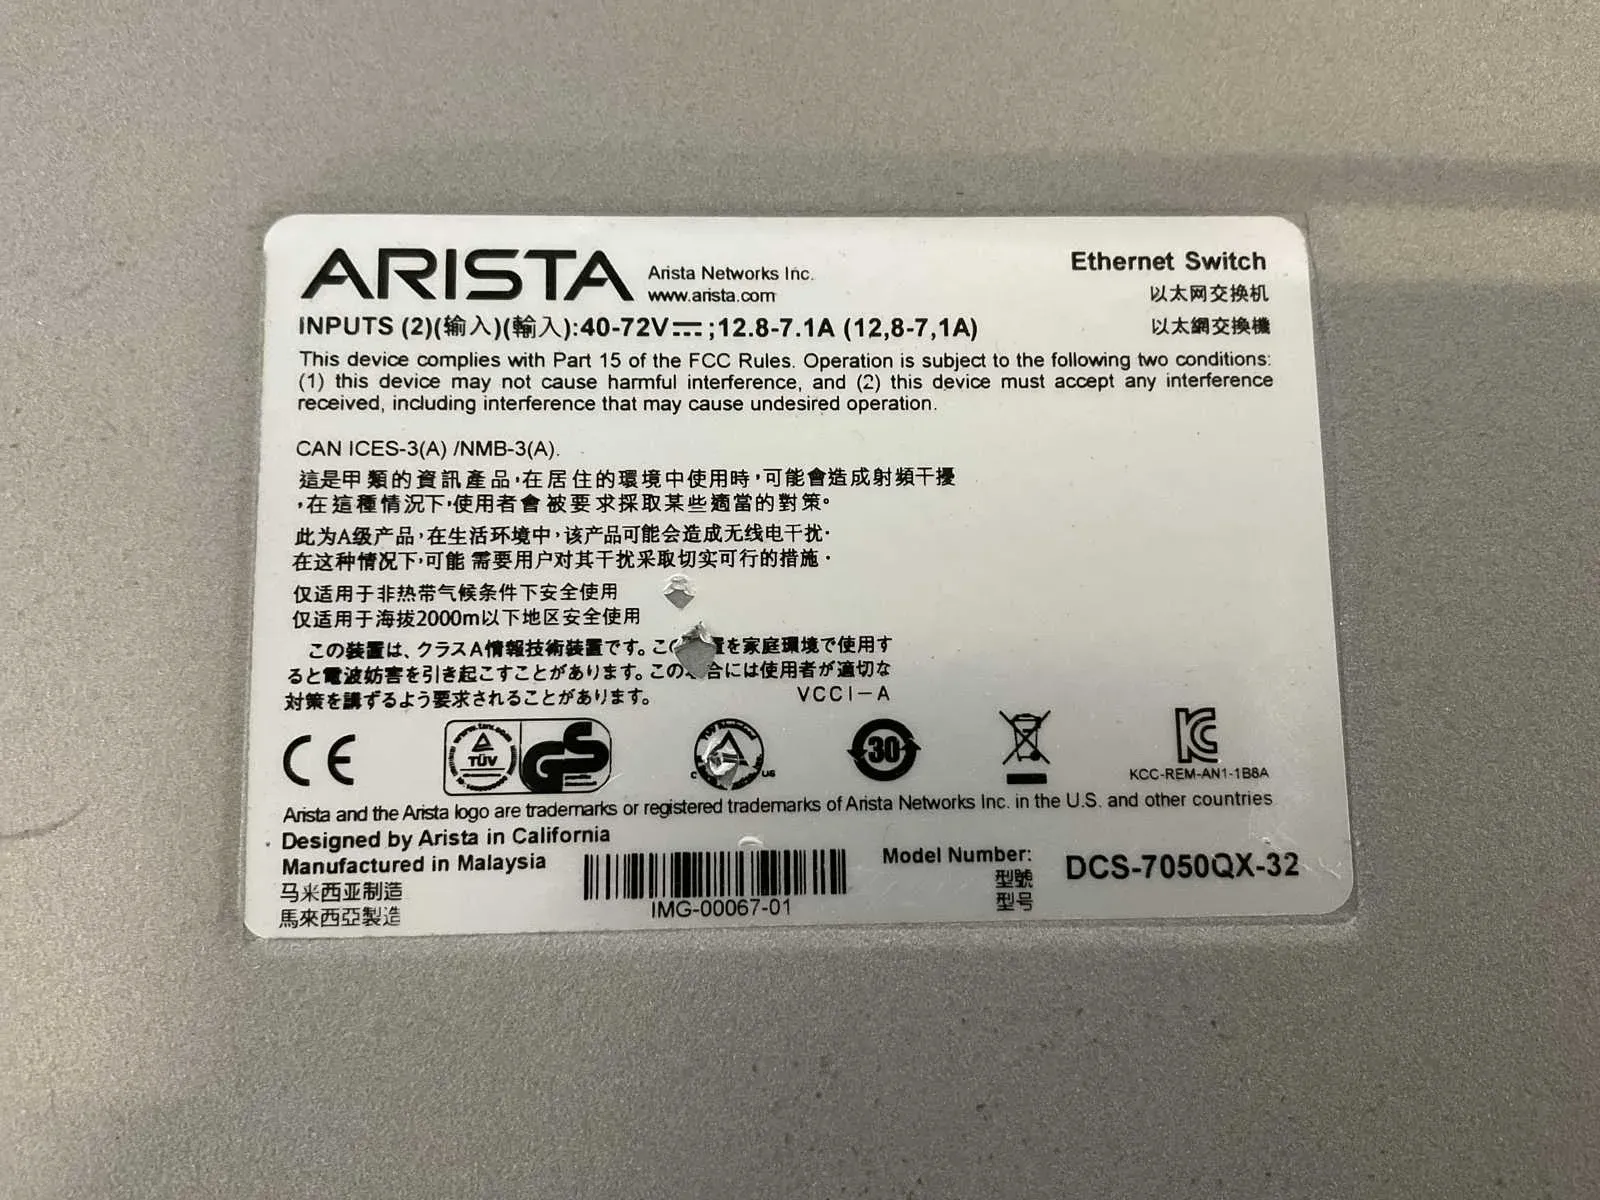 ARISTA Arista Networks Inc.
www.arista.com
Ethernet Switch
以太网交换机
以太網交換機
INPUTS (2)(输入)(輸入):40-72V⎓;12.8-7.1A (12,8-7,1A)
This device complies with Part 15 of the FCC Rules. Operation is subject to the following two conditions:
(1) this device may not cause harmful interference, and (2) this device must accept any interference
received, including interference that may cause undesired operation.
CAN ICES-3(A) /NMB-3(A).
這是甲類的資訊產品,在居住的環境中使用時,可能會造成射頻干擾
,在這種情況下,使用者會被要求採取某些適當的對策。
此为A级产品,在生活环境中,该产品可能会造成无线电干扰.
在这种情况下,可能需要用户对其干扰采取切实可行的措施.
仅适用于非热带气候条件下安全使用
仅适用于海拔2000m以下地区安全使用
この装置は、クラスA情報技術装置です。こ 置を家庭環境で使用す
ると電波妨害を引き起こすことがあります。この 合には使用者が適切な
対策を講ずるよう要求されることがあります。 VCCI-A
CE
www.tuv.com
TÜV
GS
C US
30
KC
KCC-REM-AN1-1B8A
Arista and the Arista logo are trademarks or registered trademarks of Arista Networks Inc. in the U.S. and other countries
Designed by Arista in California
Manufactured in Malaysia
马来西亚制造
馬來西亞製造
IMG-00067-01
Model Number:
型號
型号
DCS-7050QX-32